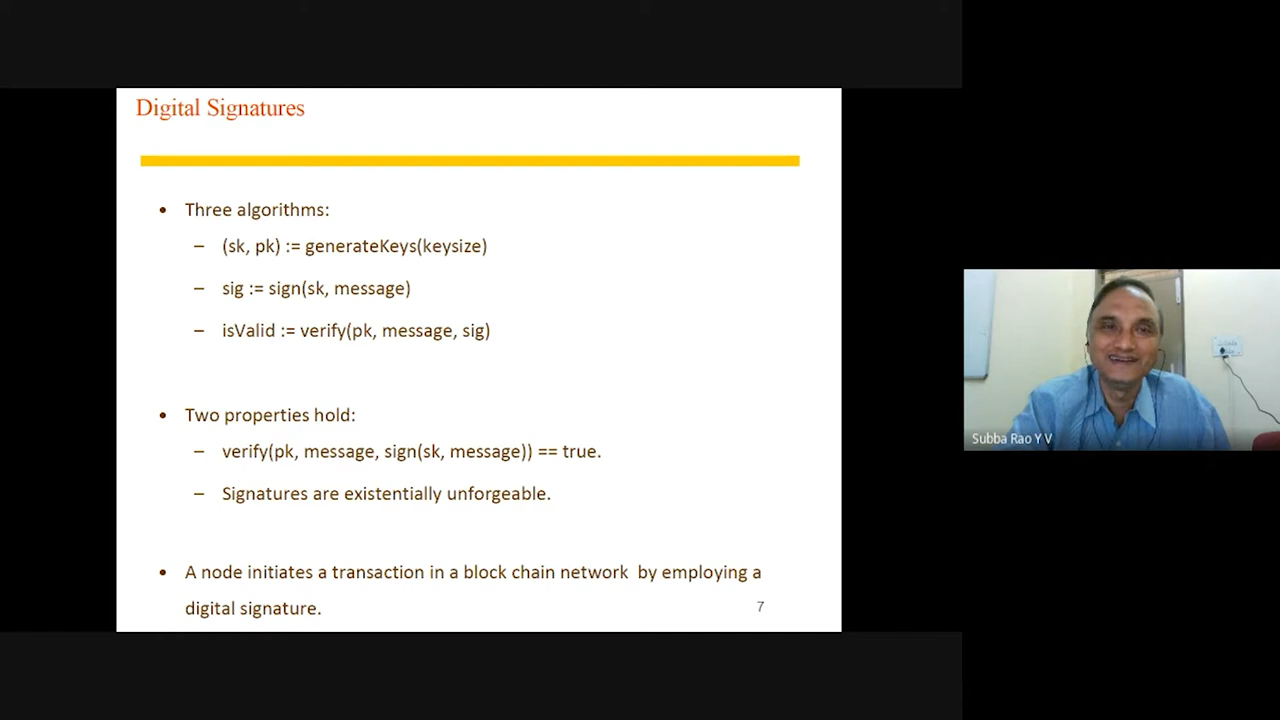 Digital Signatures
• Three algorithms:
– (sk, pk) := generateKeys(keysize)
– sig := sign(sk, message)
– isValid := verify(pk, message, sig)
• Two properties hold:
– verify(pk, message, sign(sk, message)) == true.
– Signatures are existentially unforgeable.
• A node initiates a transaction in a block chain network by employing a
digital signature.
7
Subba Rao Y V